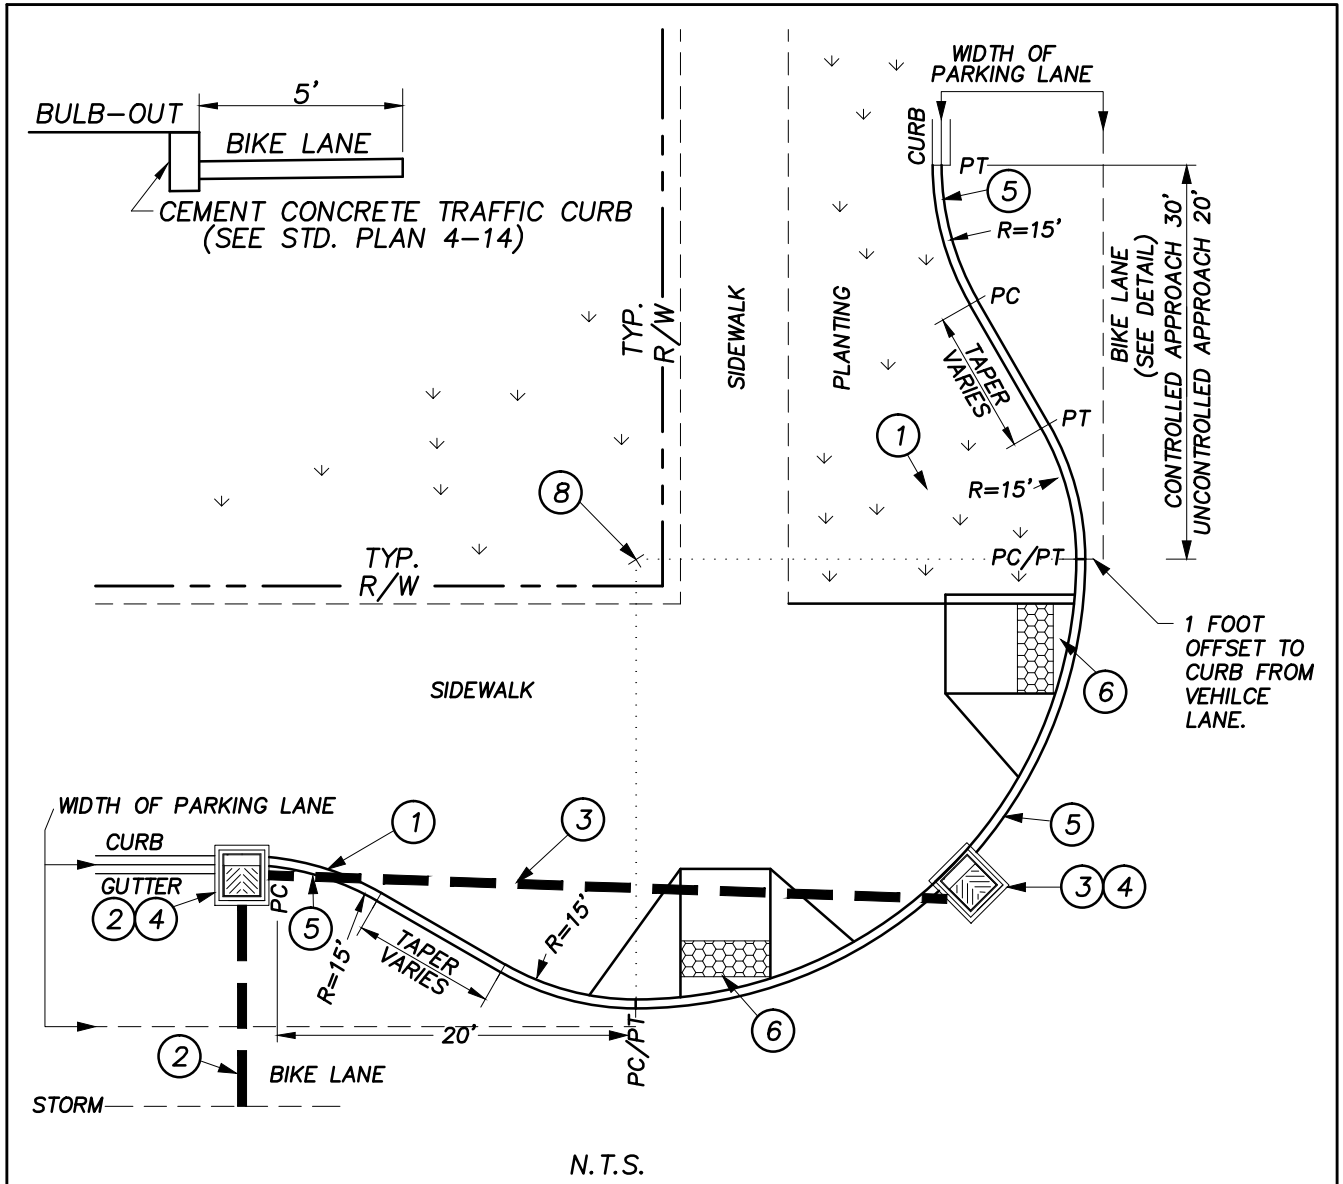 5'
BULB-OUT
BIKE LANE
CEMENT CONCRETE TRAFFIC CURB
(SEE STD. PLAN 4-14)
WIDTH OF
PARKING LANE
CURB
PT
5
R=15'
PC
TAPER
VARIES
PT
R=15'
PC/PT
BIKE LANE
(SEE DETAIL)
CONTROLLED APPROACH 30'
UNCONTROLLED APPROACH 20'
TYP.
R/W
SIDEWALK
PLANTING
1
8
TYP.
R/W
1 FOOT
OFFSET TO
CURB FROM
VEHILCE
LANE.
6
SIDEWALK
WIDTH OF PARKING LANE
CURB
GUTTER
2 4
PC
1
3
5
5
3 4
R=15'
TAPER
VARIES
R=15'
6
20'
PC/PT
2
BIKE LANE
STORM
N.T.S.